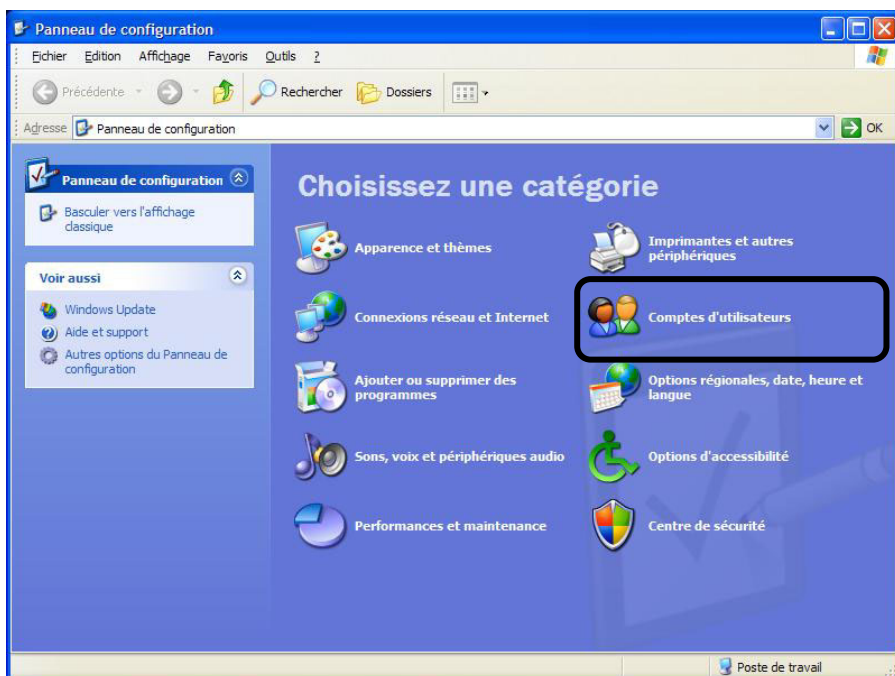 Panneau de configuration
Fichier Edition Affichage Favoris Outils ?
Précédente Rechercher Dossiers
Adresse Panneau de configuration OK
Panneau de configuration
Basculer vers l'affichage
classique
Voir aussi
Windows Update
Aide et support
Autres options du Panneau de
configuration
Choisissez une catégorie
Apparence et thèmes
Imprimantes et autres
périphériques
Connexions réseau et Internet
Comptes d'utilisateurs
Ajouter ou supprimer des
programmes
Options régionales, date, heure et
langue
Sons, voix et périphériques audio
Options d'accessibilité
Performances et maintenance
Centre de sécurité
Poste de travail